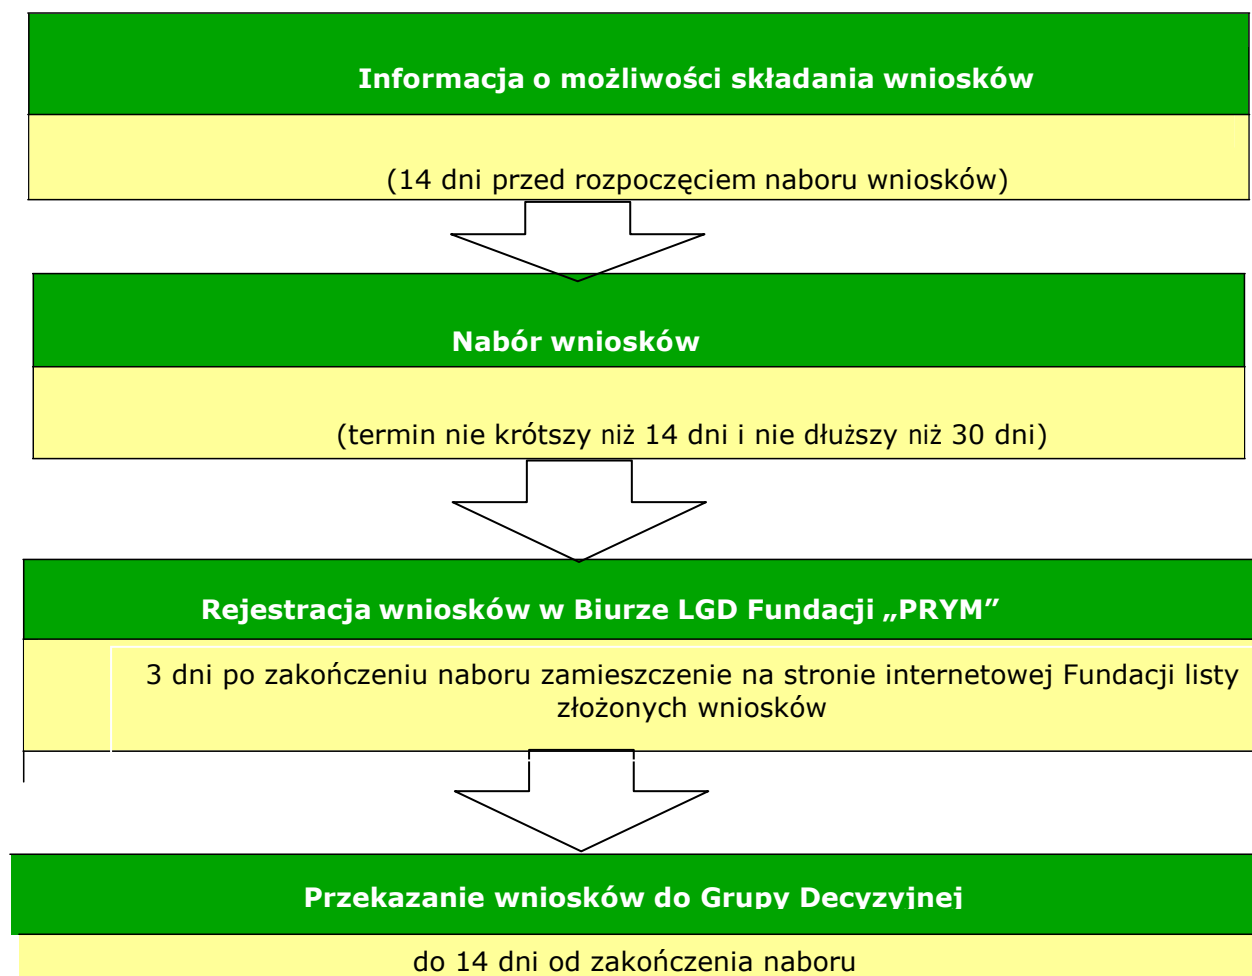 Informacja o możliwości składania wniosków
(14 dni przed rozpoczęciem naboru wniosków)
Nabór wniosków
(termin nie krótszy niż 14 dni i nie dłuższy niż 30 dni)
Rejestracja wniosków w Biurze LGD Fundacji „PRYM”
3 dni po zakończeniu naboru zamieszczenie na stronie internetowej Fundacji listy
złożonych wniosków
Przekazanie wniosków do Grupy Decyzyjnej
do 14 dni od zakończenia naboru